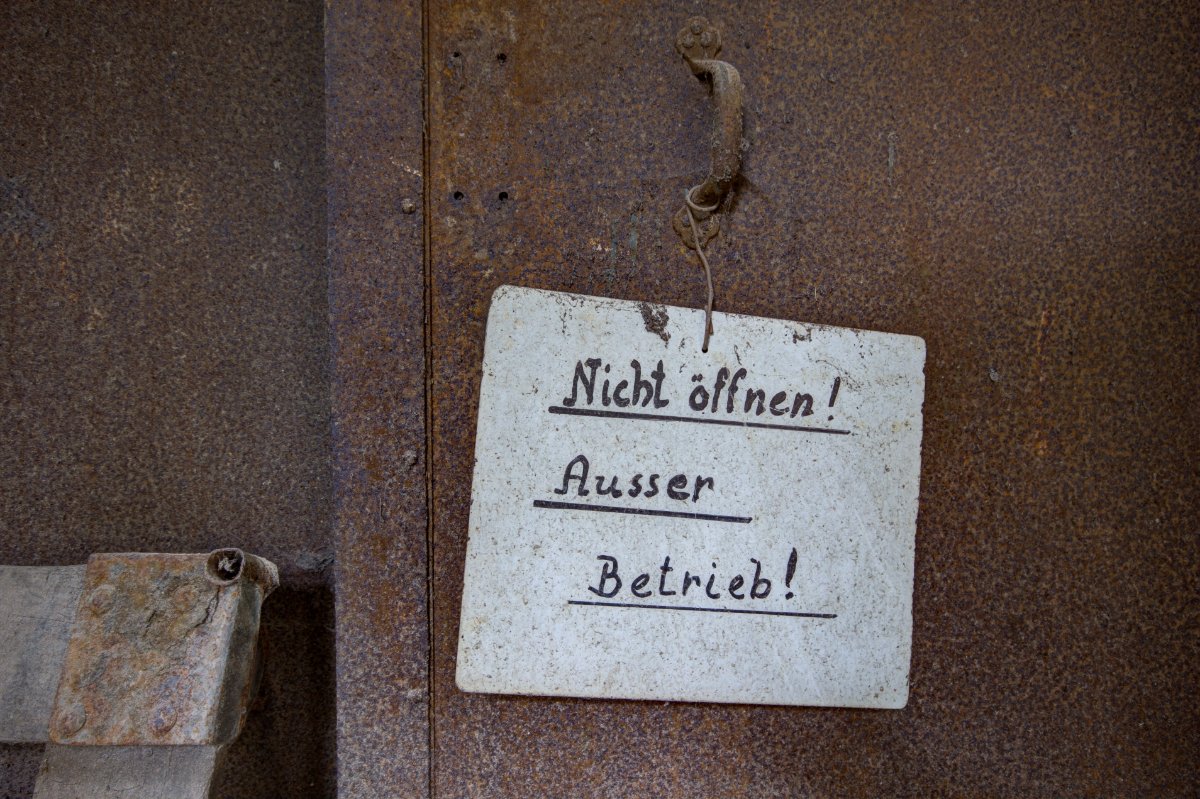 Nicht öffnen!
Ausser
Betrieb!